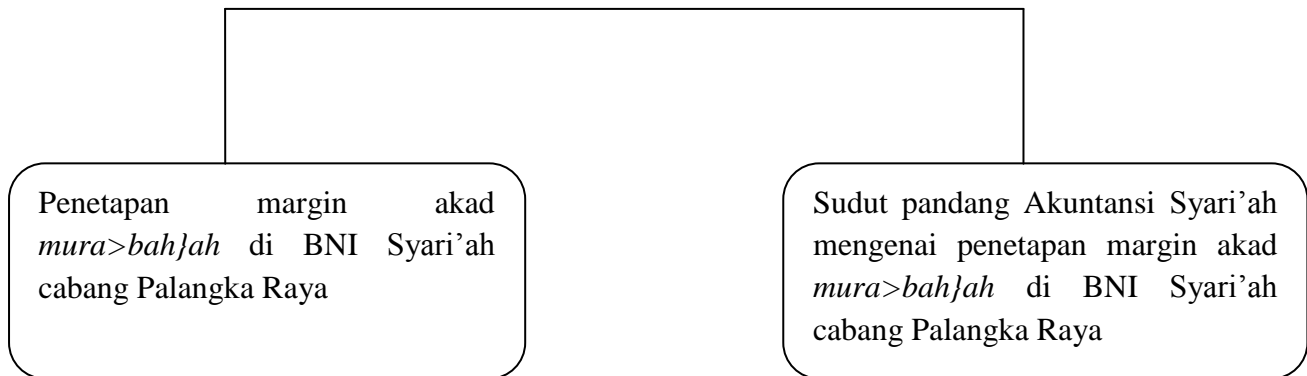 Penetapan margin akad
mura>bah}ah di BNI Syari’ah
cabang Palangka Raya
Sudut pandang Akuntansi Syari’ah
mengenai penetapan margin akad
mura>bah}ah di BNI Syari’ah
cabang Palangka Raya